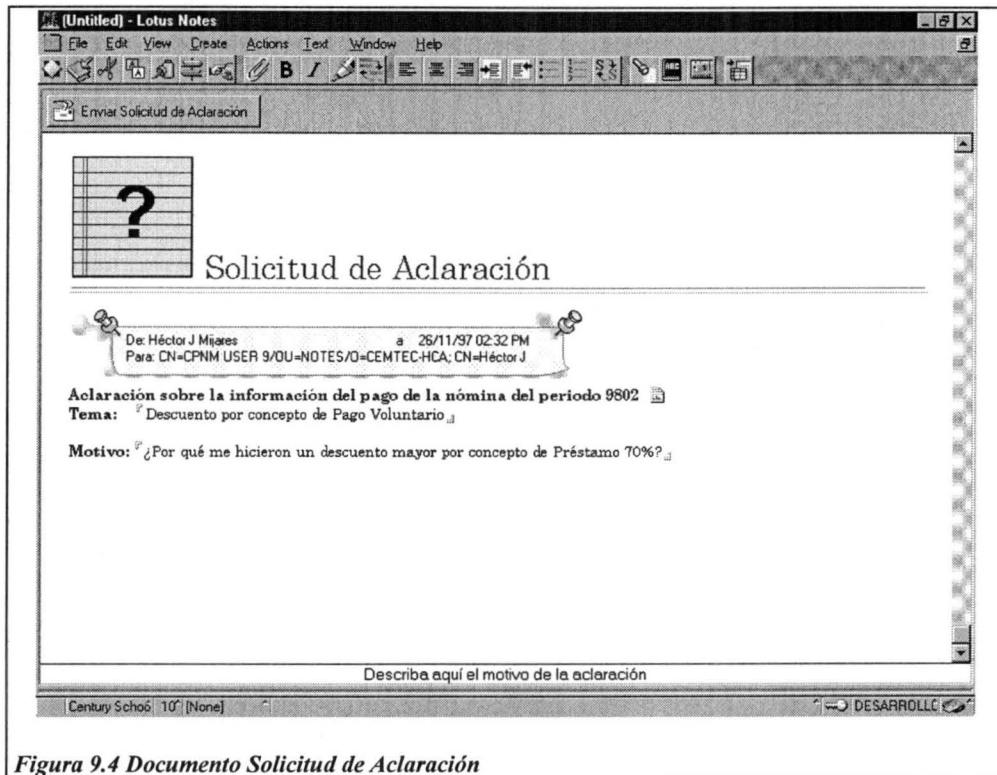 (Untitled) - Lotus Notes
File Edit View Create Actions Text Window Help
Enviar Solicitud de Aclaración
?
Solicitud de Aclaración
De: Héctor J Mijares a 26/11/97 02:32 PM
Para: CN=CPNM USER 9/OU=NOTES/O=CEMTEC-HCA; CN=Héctor J
Aclaración sobre la información del pago de la nómina del periodo 9802
Tema: Descuento por concepto de Pago Voluntario
Motivo: ¿Por qué me hicieron un descuento mayor por concepto de Préstamo 70%?
Describa aquí el motivo de la aclaración
Century Schoo 10 [None] DESARROLLO
Figura 9.4 Documento Solicitud de Aclaración